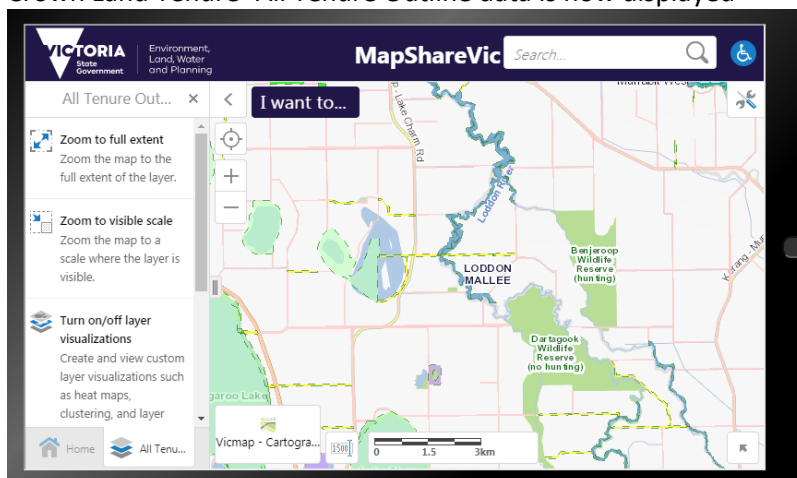 Crown Land Tenure All Tenure Outline data is now displayed
VICTORIA
State
Government
Environment,
Land, Water
and Planning
MapShareVic
Search...
All Tenure Out...
I want to...
Zoom to full extent
Zoom the map to the
full extent of the layer.
Zoom to visible scale
Zoom the map to a
scale where the layer is
visible.
Turn on/off layer
visualizations
Create and view custom
layer visualizations such
as heat maps,
clustering, and layer
Home
All Tenu...
- Lake Charm Rd
Loddon River
LODDON
MALLEE
Benjeroop
Wildlife
Reserve
(hunting)
Dartagook
Wildlife
Reserve
(no hunting)
garoo Lake
Vicmap - Cartogra...
1500
0 1.5 3km